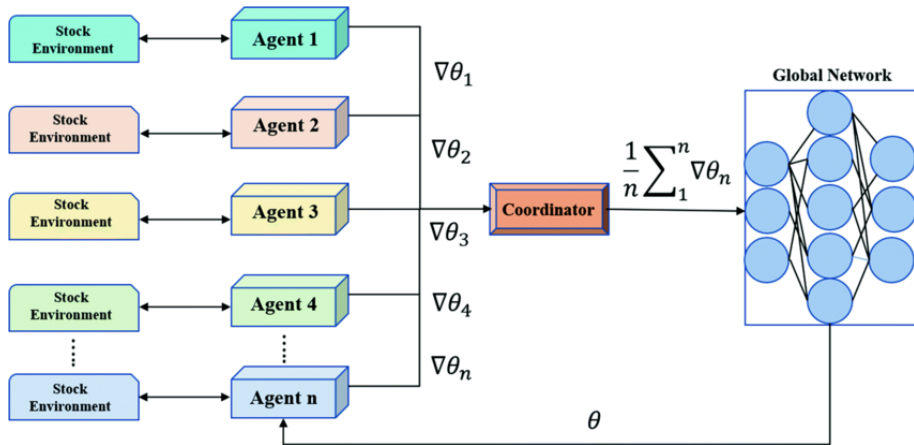 Stock
Environment
Agent 1
∇θ₁
Global Network
Stock
Environment
Agent 2
∇θ₂
1/n ∑₁ⁿ ∇θₙ
Stock
Environment
Agent 3
Coordinator
∇θ₃
Stock
Environment
Agent 4
∇θ₄
Stock
Environment
Agent n
∇θₙ
θ